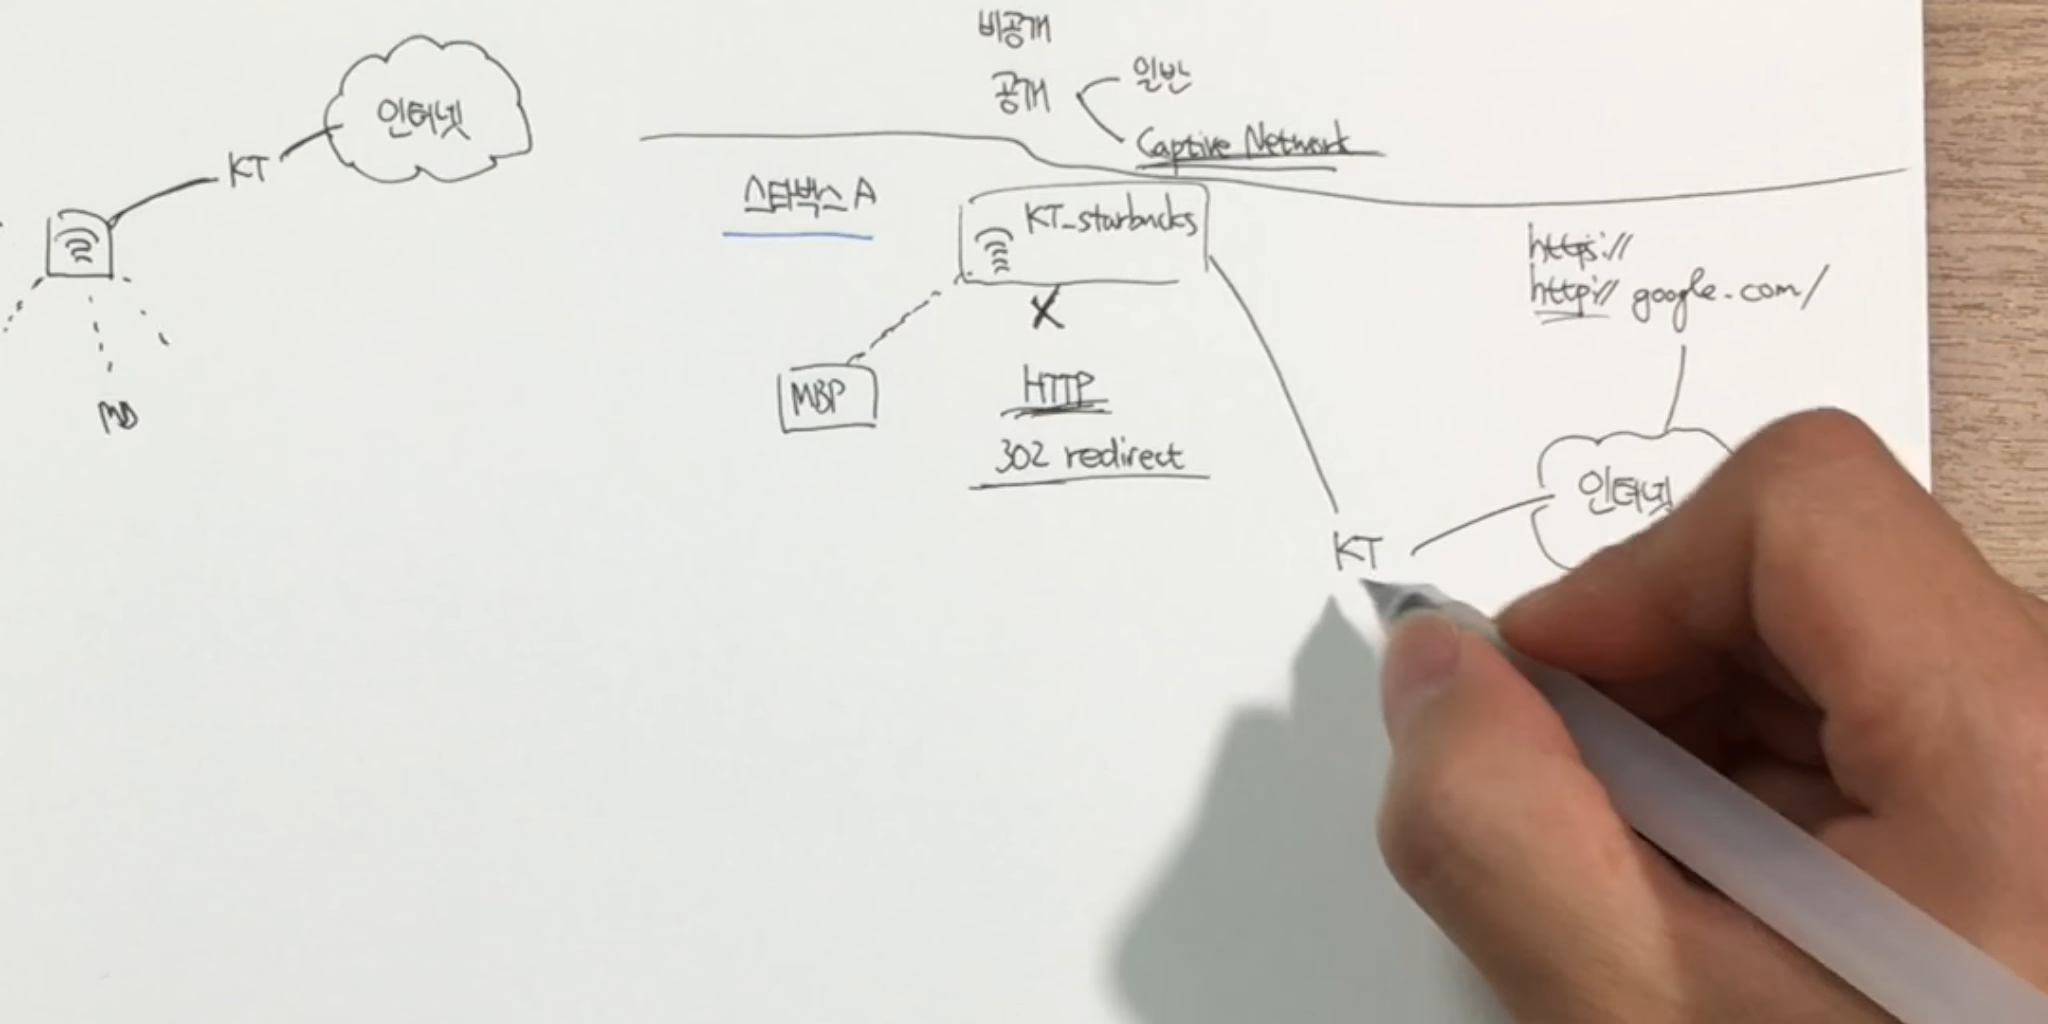 인터넷
KT
비공개
공개
일반
Captive Network
스타벅스 A
KT_starbucks
MBP
X
HTTP
302 redirect
https://
http:// google.com/
인터넷
KT